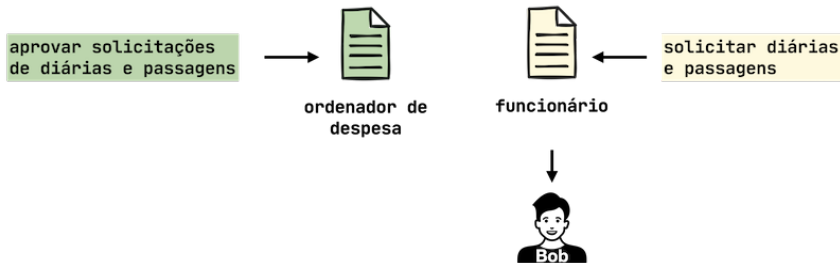 aprovar solicitações
de diárias e passagens
ordenador de
despesa
funcionário
solicitar diárias
e passagens
Bob